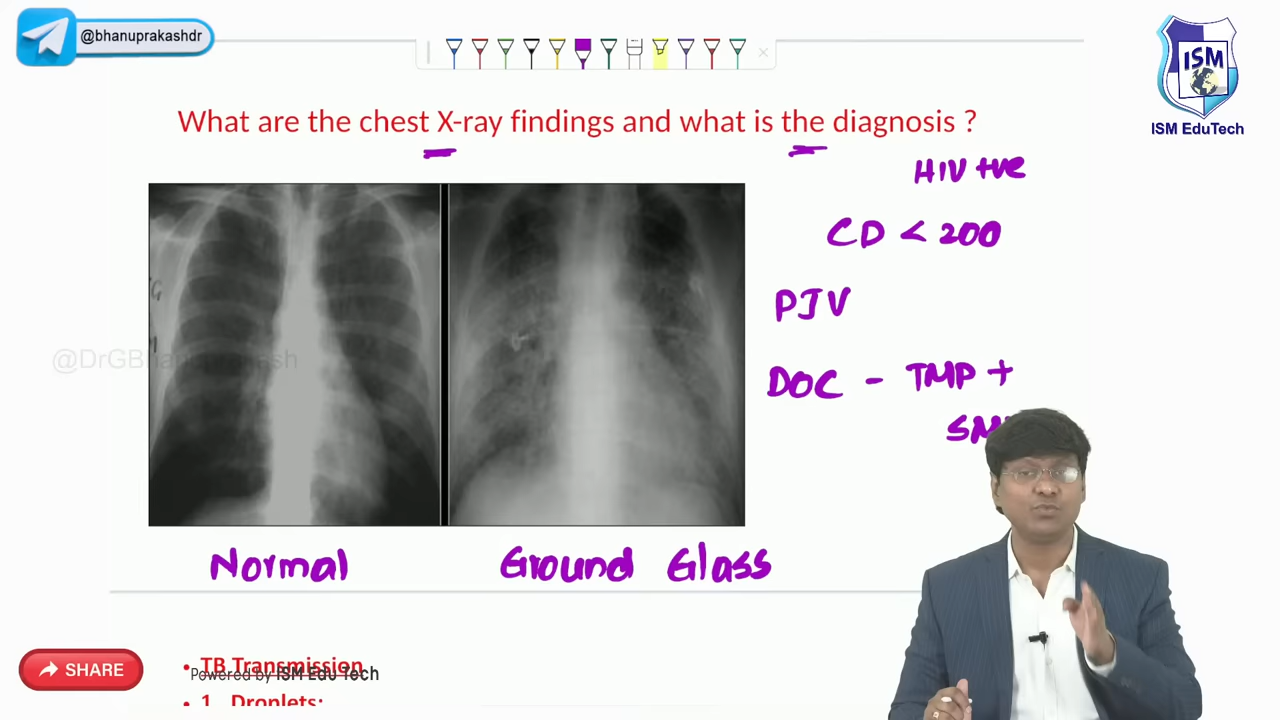 @bhanuprakashdr
ISM
ISM EduTech
What are the chest X-ray findings and what is the diagnosis ?
HIV +ve
CD < 200
PJV
DOC - TMP +
@DrGBhanuprakash
Normal
Ground Glass
SHARE
• TB Transmission
Powered by ISM Edu Tech
• 1. Droplets: